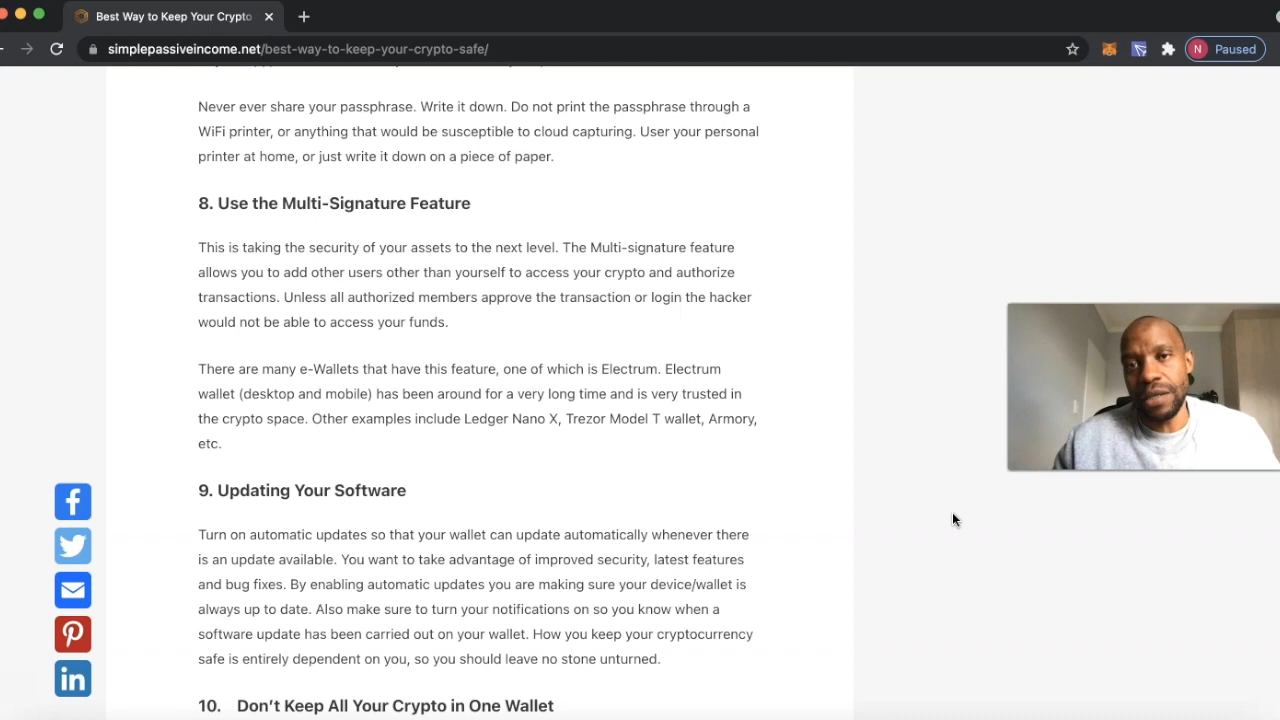 Best Way to Keep Your Crypto
simplepassiveincome.net/best-way-to-keep-your-crypto-safe/
N Paused
Never ever share your passphrase. Write it down. Do not print the passphrase through a
WiFi printer, or anything that would be susceptible to cloud capturing. User your personal
printer at home, or just write it down on a piece of paper.
8. Use the Multi-Signature Feature
This is taking the security of your assets to the next level. The Multi-signature feature
allows you to add other users other than yourself to access your crypto and authorize
transactions. Unless all authorized members approve the transaction or login the hacker
would not be able to access your funds.
There are many e-Wallets that have this feature, one of which is Electrum. Electrum
wallet (desktop and mobile) has been around for a very long time and is very trusted in
the crypto space. Other examples include Ledger Nano X, Trezor Model T wallet, Armory,
etc.
9. Updating Your Software
Turn on automatic updates so that your wallet can update automatically whenever there
is an update available. You want to take advantage of improved security, latest features
and bug fixes. By enabling automatic updates you are making sure your device/wallet is
always up to date. Also make sure to turn your notifications on so you know when a
software update has been carried out on your wallet. How you keep your cryptocurrency
safe is entirely dependent on you, so you should leave no stone unturned.
10. Don't Keep All Your Crypto in One Wallet